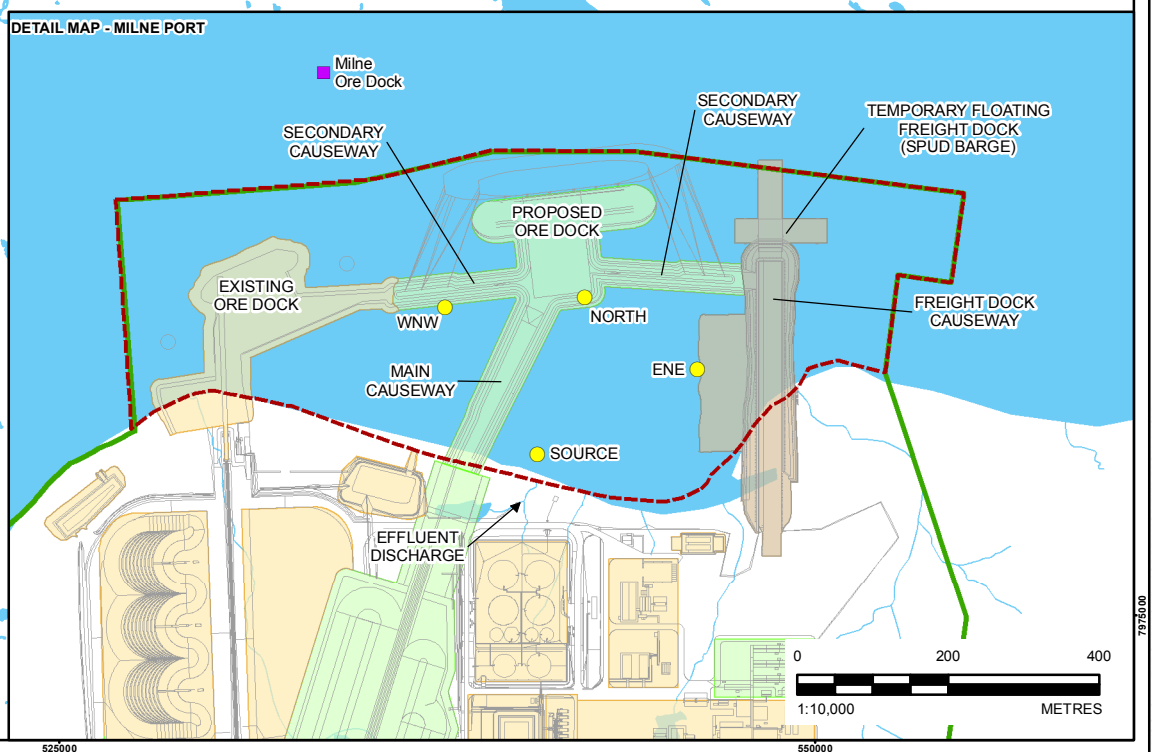 DETAIL MAP - MILNE PORT
Milne
Ore Dock
SECONDARY
CAUSEWAY
SECONDARY
CAUSEWAY
TEMPORARY FLOATING
FREIGHT DOCK
(SPUD BARGE)
PROPOSED
ORE DOCK
EXISTING
ORE DOCK
WNW
NORTH
FREIGHT DOCK
CAUSEWAY
MAIN
CAUSEWAY
ENE
SOURCE
EFFLUENT
DISCHARGE
7975000
0 200 400
1:10,000 METRES
525000 550000